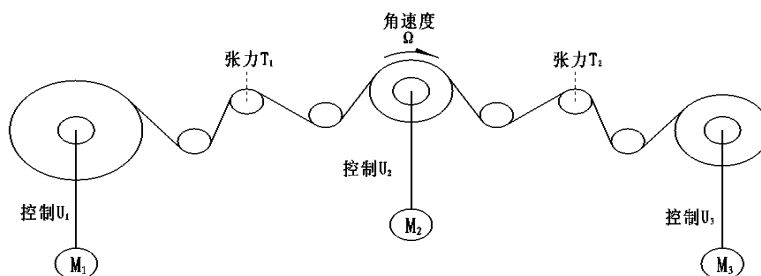 角速度
Ω
张力T₁
张力T₂
控制U₁
控制U₂
控制U₃
M₁
M₂
M₃